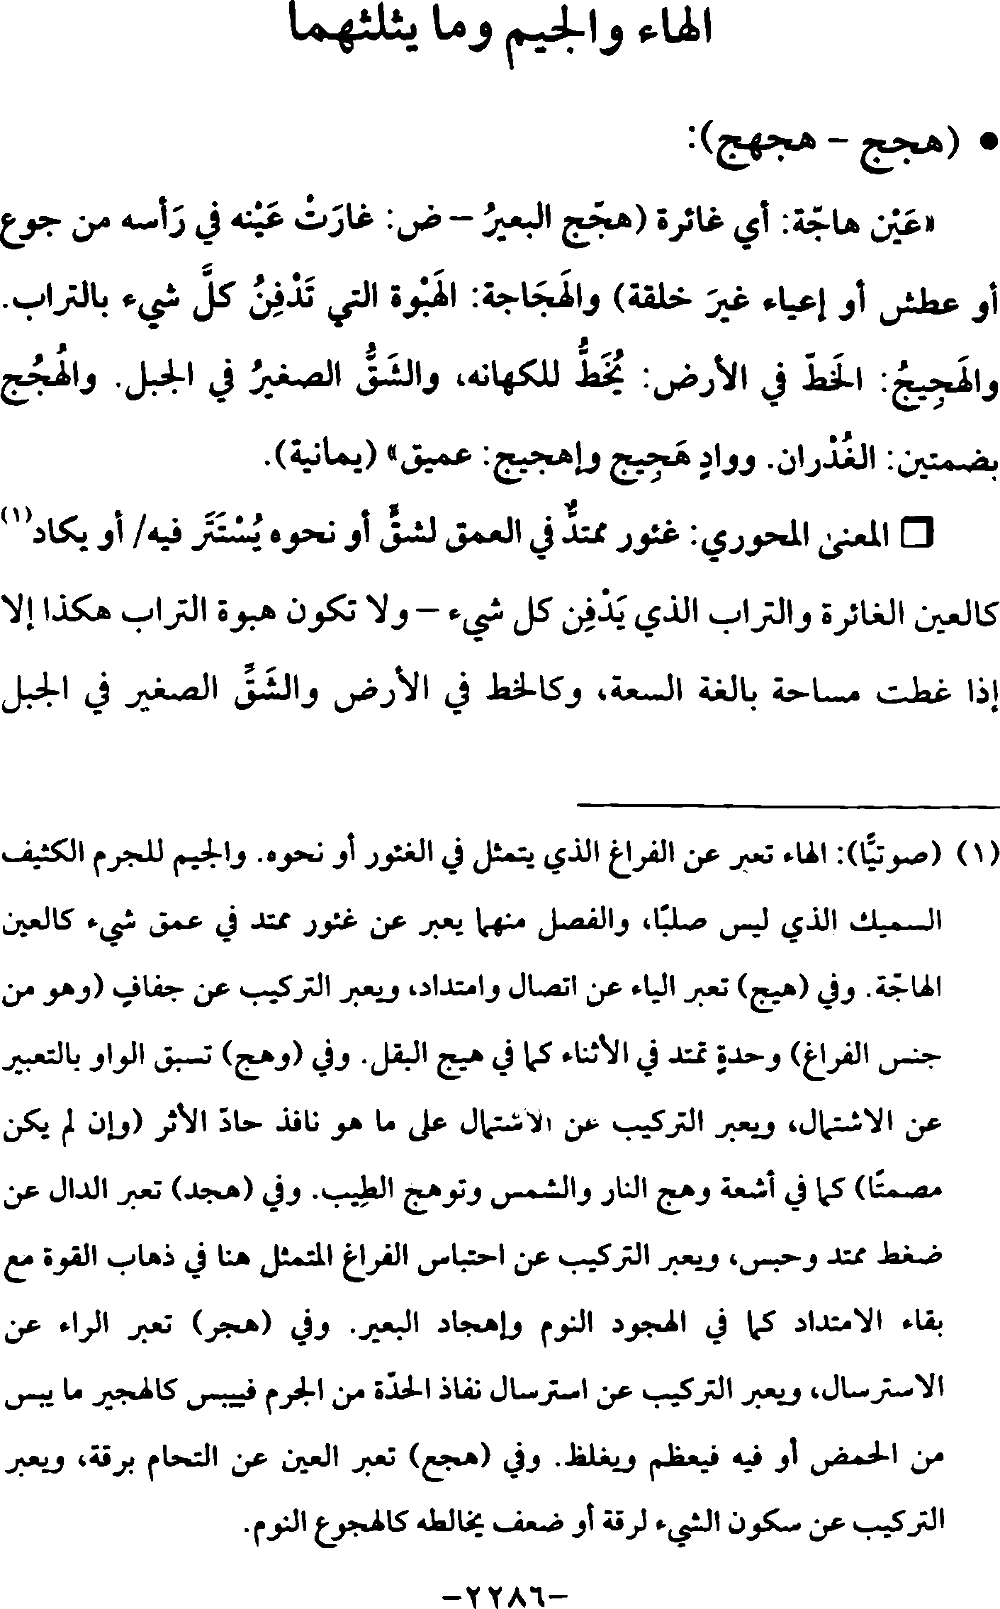 الهاء والجيم وما يثلثهما
• (هجج – هجهج):
«عَيْن هاجّة: أي غائرة (هجّج البعيرُ – ض: غارَتْ عَيْنه في رَأسه من جوع
أو عطش أو إعياء غيرَ خلقة) والهَجَاجة: الهَبْوة التي تَدْفِنُ كلَّ شيء بالتراب.
والهَجِيجُ: الخَطّ في الأرض: يُخَطُّ للكهانه، والشَقُّ الصغيرُ في الجبل. والهُجُج
بضمتين: الغُدْران. ووادٍ هَجِيج وإهجيج: عميق» (يمانية).
❒ المعنى المحوري: غئور ممتدٌّ في العمق لشقٍّ أو نحوه يُسْتَتَر فيه/ أو يكاد(١)
كالعين الغائرة والتراب الذي يَدْفِن كل شيء – ولا تكون هبوة التراب هكذا إلا
إذا غطت مساحة بالغة السعة، وكالخط في الأرض والشَقِّ الصغير في الجبل
(١) (صوتيًّا): الهاء تعبر عن الفراغ الذي يتمثل في الغئور أو نحوه. والجيم للجرم الكثيف
السميك الذي ليس صلبًا، والفصل منهما يعبر عن غئور ممتد في عمق شيء كالعين
الهاجّة. وفي (هيج) تعبر الياء عن اتصال وامتداد، ويعبر التركيب عن جفافٍ (وهو من
جنس الفراغ) وحدةٍ تمتد في الأثناء كما في هيج البقل. وفي (وهج) تسبق الواو بالتعبير
عن الاشتمال، ويعبر التركيب عن الاشتمال على ما هو نافذ حادّ الأثر (وإن لم يكن
مصمتًا) كما في أشعة وهج النار والشمس وتوهج الطِيب. وفي (هجد) تعبر الدال عن
ضغط ممتد وحبس، ويعبر التركيب عن احتباس الفراغ المتمثل هنا في ذهاب القوة مع
بقاء الامتداد كما في الهجود النوم وإهجاد البعير. وفي (هجر) تعبر الراء عن
الاسترسال، ويعبر التركيب عن استرسال نفاذ الحدّة من الجرم فييبس كالهجير ما يبس
من الحمض أو فيه فيعظم ويغلظ. وفي (هجع) تعبر العين عن التحام برقة، ويعبر
التركيب عن سكون الشيء لرقة أو ضعف يخالطه كالهجوع النوم.
–٢٢٨٦–